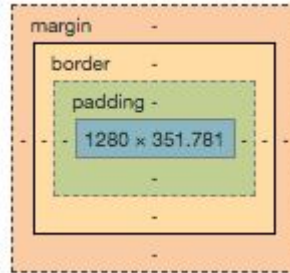 margin -
border -
padding -
- - - 1280 × 351.781 - - -
-
-
-